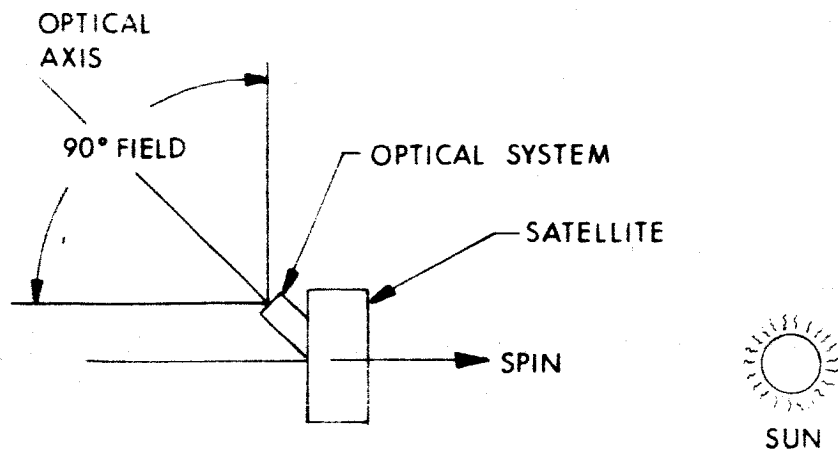 OPTICAL
AXIS
90° FIELD
OPTICAL SYSTEM
SATELLITE
SPIN
SUN